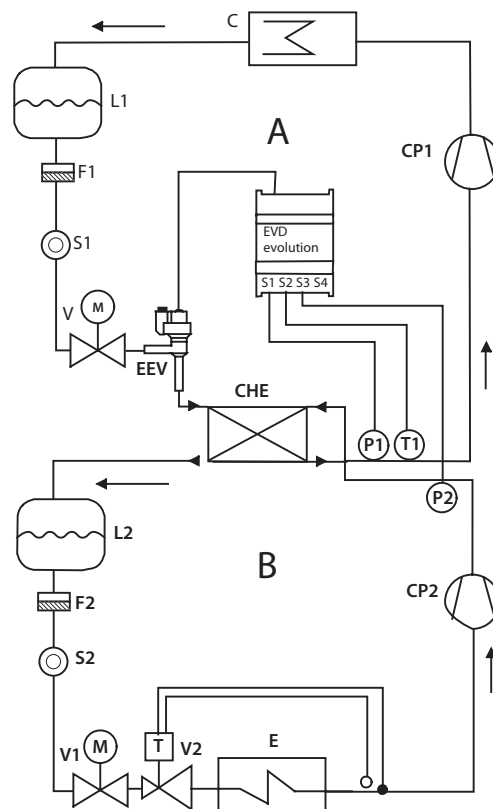 C
L1
A
CP1
F1
EVD
evolution
S1 S2 S3 S4
S1
V
M
EEV
CHE
P1
T1
P2
L2
B
CP2
F2
S2
V1
M
T
V2
E